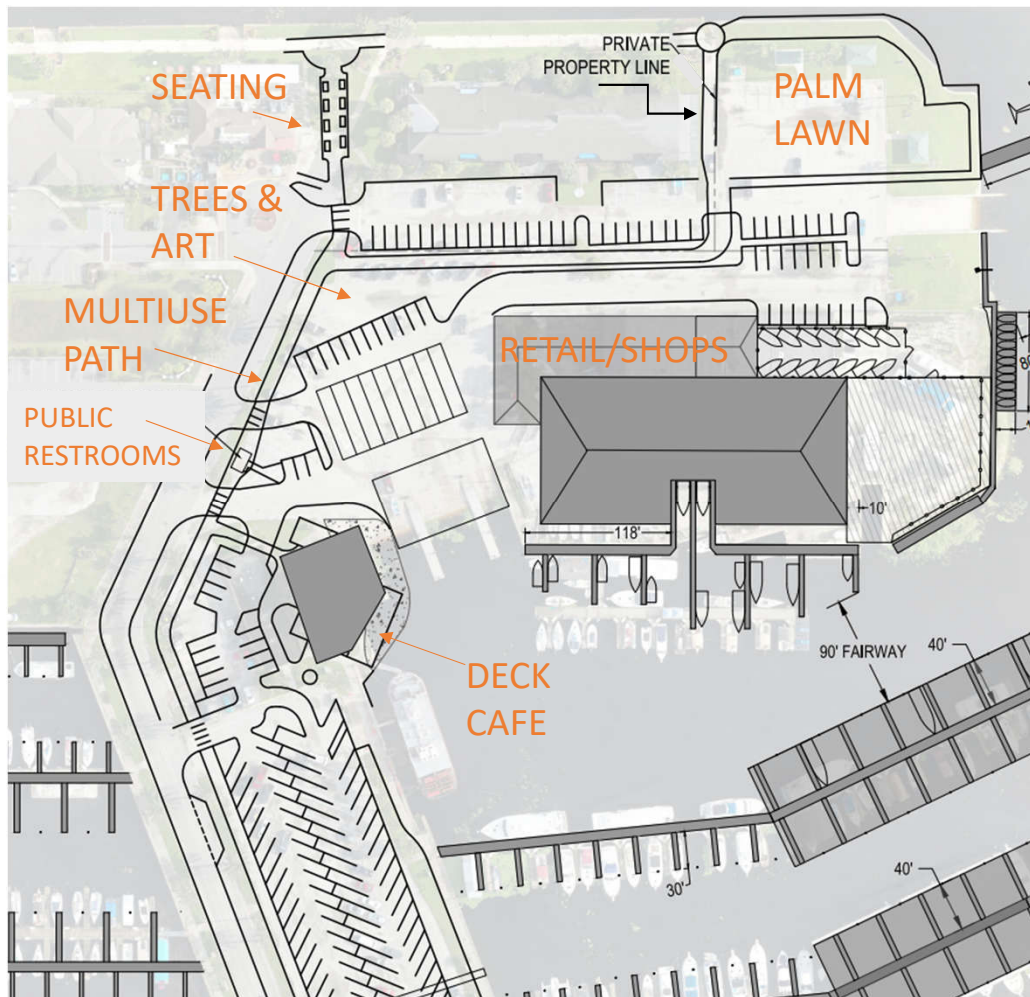 PRIVATE
PROPERTY LINE
SEATING
PALM
LAWN
TREES &
ART
MULTIUSE
PATH
RETAIL/SHOPS
PUBLIC
RESTROOMS
10'
118'
90' FAIRWAY
40'
DECK
CAFE
30'
40'